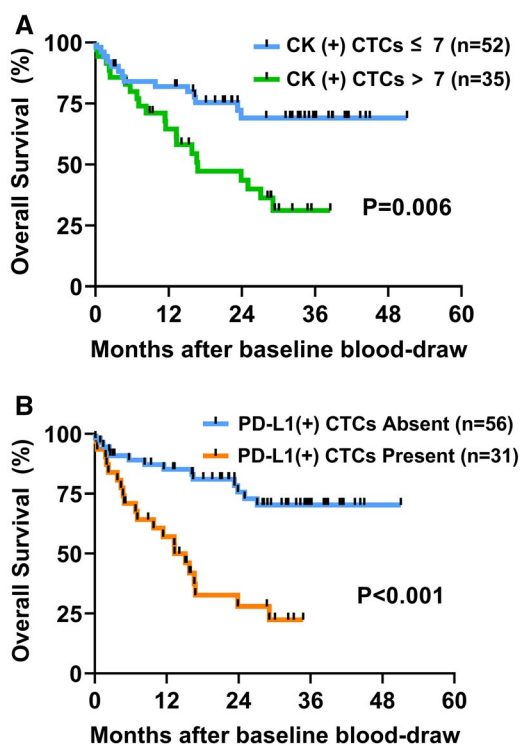 A
CK (+) CTCs ≤ 7 (n=52)
CK (+) CTCs > 7 (n=35)
Overall Survival (%)
100
75
50
25
0
P=0.006
0 12 24 36 48 60
Months after baseline blood-draw
B
PD-L1(+) CTCs Absent (n=56)
PD-L1(+) CTCs Present (n=31)
Overall Survival (%)
100
75
50
25
0
P<0.001
0 12 24 36 48 60
Months after baseline blood-draw